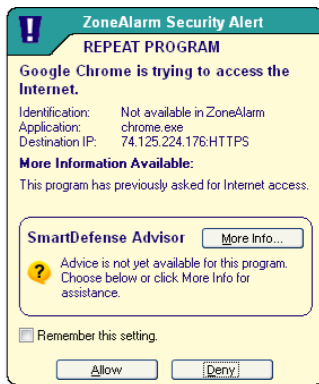 ZoneAlarm Security Alert
REPEAT PROGRAM
Google Chrome is trying to access the
Internet.
Identification: Not available in ZoneAlarm
Application: chrome.exe
Destination IP: 74.125.224.176:HTTPS
More Information Available:
This program has previously asked for Internet access.
SmartDefense Advisor More Info...
Advice is not yet available for this program.
Choose below or click More Info for
assistance.
Remember this setting.
Allow Deny